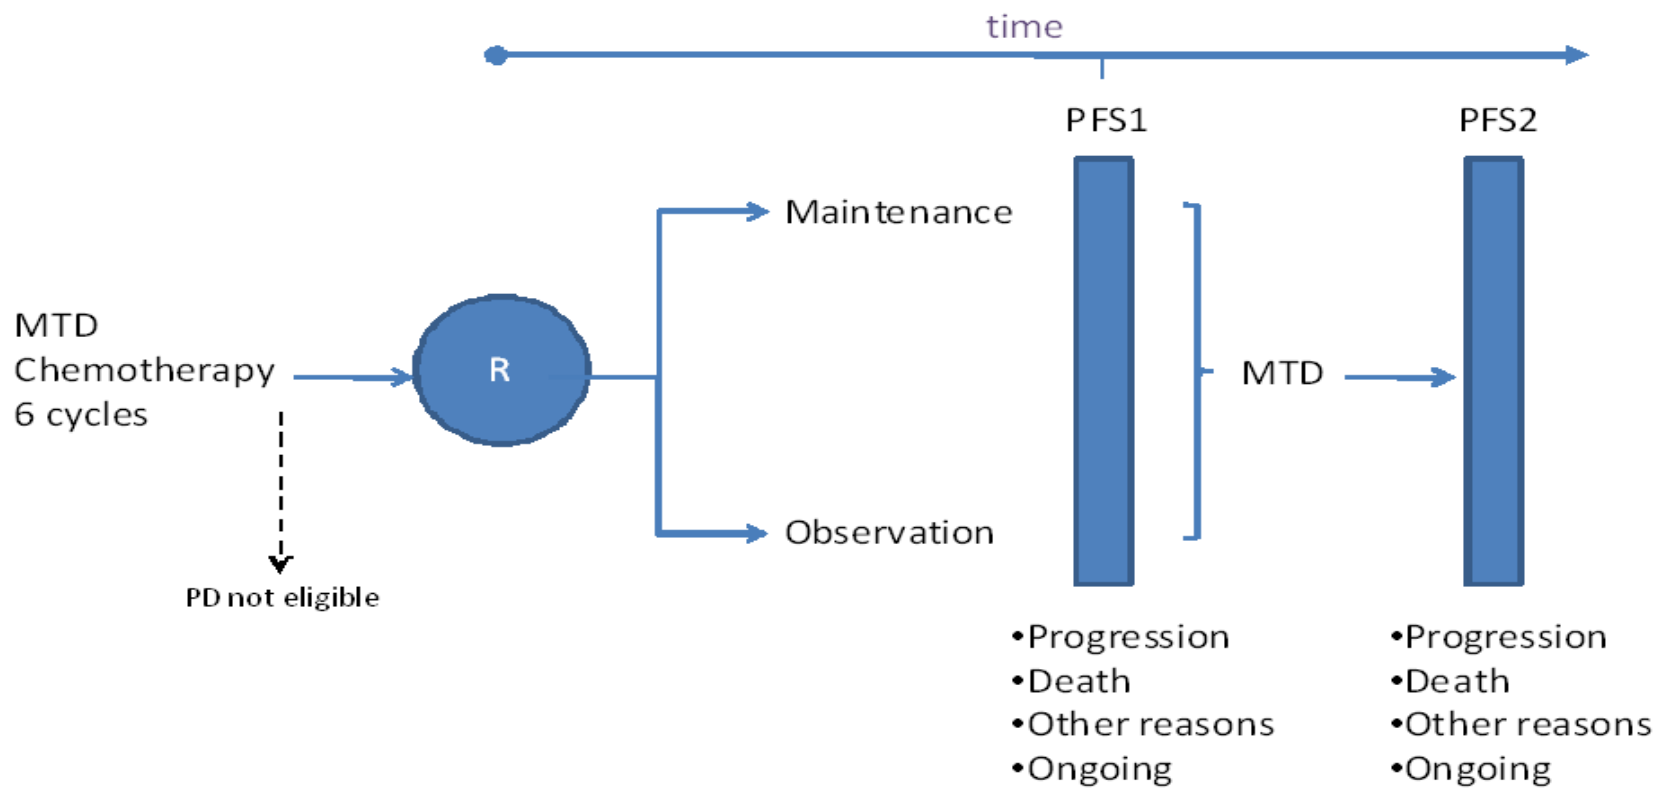 time
PFS1
PFS2
Maintenance
MTD
Chemotherapy
6 cycles
R
MTD
Observation
PD not eligible
•Progression
•Death
•Other reasons
•Ongoing
•Progression
•Death
•Other reasons
•Ongoing